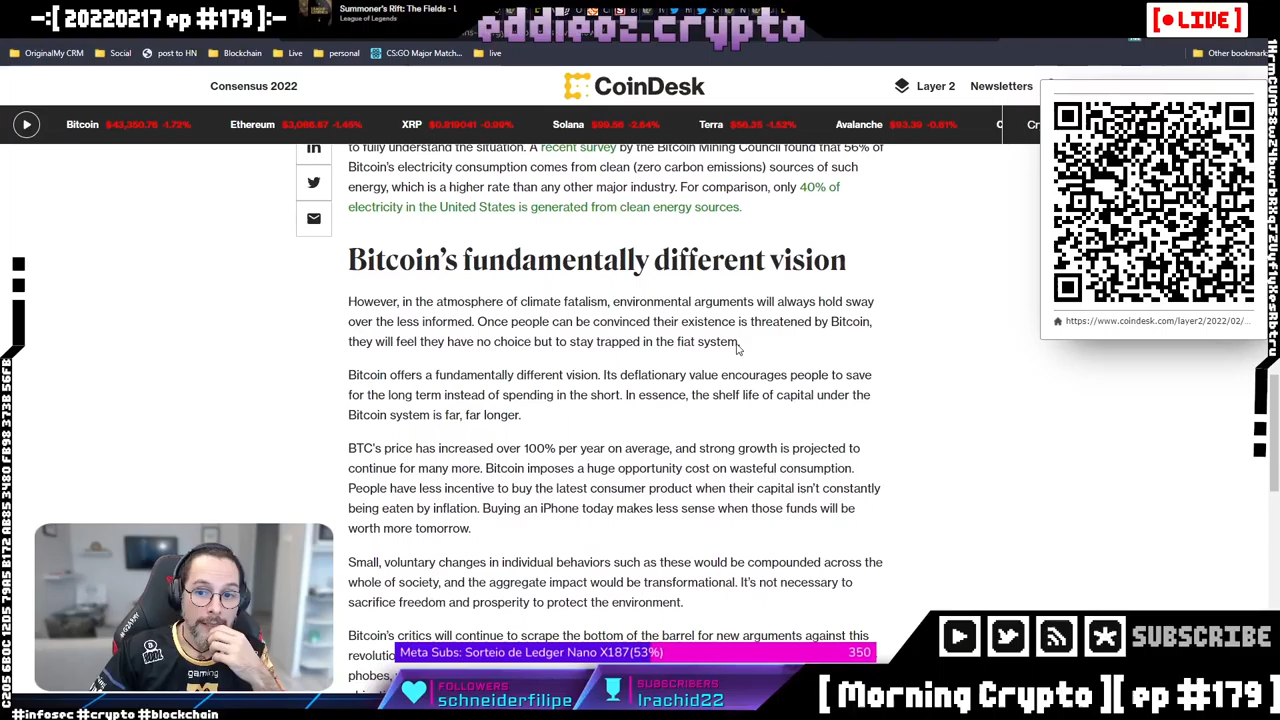 -:[ 20220217 ep #179 ]:-
Summoner's Rift: The Fields - L
League of Legends
eddieoz.crypto
[ ● LIVE ]
OriginalMy CRM
Social
post to HN
Blockchain
Live
personal
CS:GO Major Match...
live
Other bookmark
Consensus 2022
CoinDesk
Layer 2
Newsletters
Bitcoin $43,350.76 -1.72%
Ethereum
XRP $0.819041 -0.99%
Solana $99.56 -2.64%
Terra
Avalanche
to fully understand the situation. A recent survey by the Bitcoin Mining Council found that 56% of
Bitcoin's electricity consumption comes from clean (zero carbon emissions) sources of such
energy, which is a higher rate than any other major industry. For comparison, only 40% of
electricity in the United States is generated from clean energy sources.
https://www.coindesk.com/layer2/2022/02/...
Bitcoin's fundamentally different vision
However, in the atmosphere of climate fatalism, environmental arguments will always hold sway
over the less informed. Once people can be convinced their existence is threatened by Bitcoin,
they will feel they have no choice but to stay trapped in the fiat system.
Bitcoin offers a fundamentally different vision. Its deflationary value encourages people to save
for the long term instead of spending in the short. In essence, the shelf life of capital under the
Bitcoin system is far, far longer.
BTC's price has increased over 100% per year on average, and strong growth is projected to
continue for many more. Bitcoin imposes a huge opportunity cost on wasteful consumption.
People have less incentive to buy the latest consumer product when their capital isn't constantly
being eaten by inflation. Buying an iPhone today makes less sense when those funds will be
worth more tomorrow.
Small, voluntary changes in individual behaviors such as these would be compounded across the
whole of society, and the aggregate impact would be transformational. It's not necessary to
sacrifice freedom and prosperity to protect the environment.
Bitcoin's critics will continue to scrape the bottom of the barrel for new arguments against this
gaming
Meta Subs: Sorteio de Ledger Nano X187(53%) 350
FOLLOWERS
schneiderfilipe
SUBSCRIBERS
lrachid22
SUBSCRIBE
[ Morning Crypto ][ ep #179 ]
#infosec #crypto #blockchain